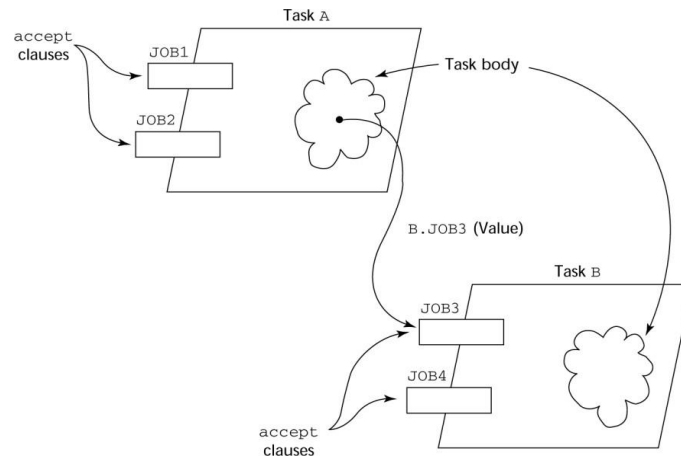 Task A
accept
clauses
JOB1
Task body
JOB2
B.JOB3 (Value)
Task B
JOB3
JOB4
accept
clauses